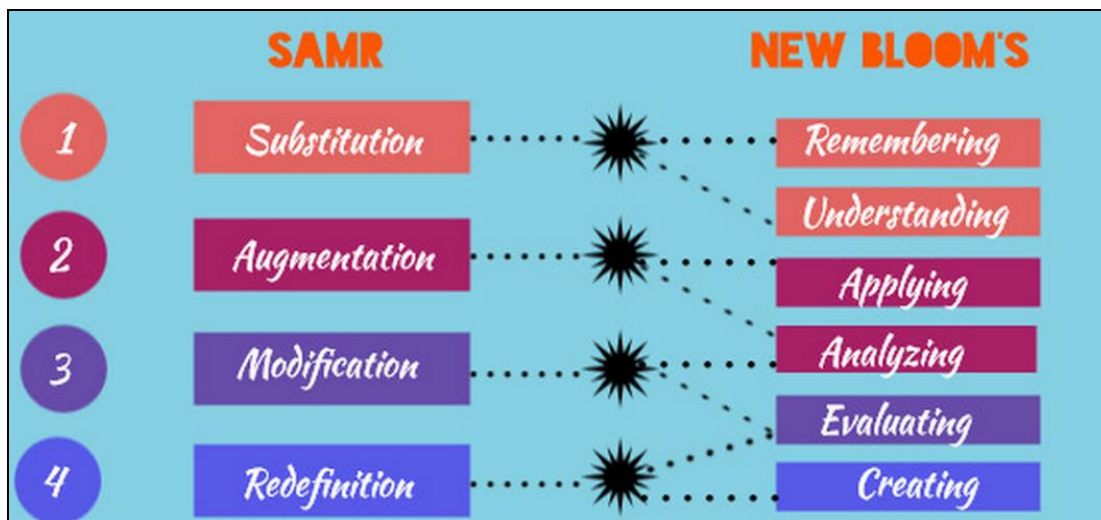 SAMR
NEW BLOOM'S
1
Substitution
Remembering
Understanding
2
Augmentation
Applying
Analyzing
3
Modification
Evaluating
4
Redefinition
Creating